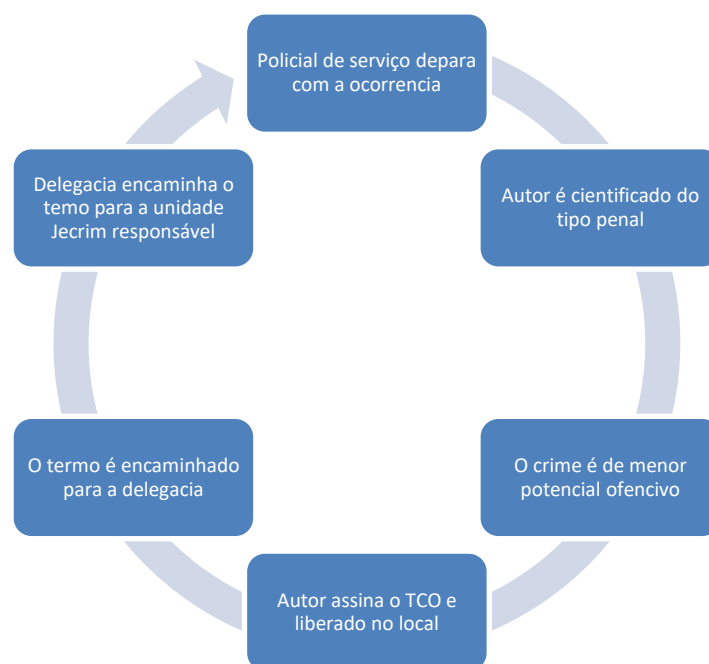 Policial de serviço depara
com a ocorrencia
Autor é cientificado do
tipo penal
O crime é de menor
potencial ofencivo
Autor assina o TCO e
liberado no local
O termo é encaminhado
para a delegacia
Delegacia encaminha o
temo para a unidade
Jecrim responsável